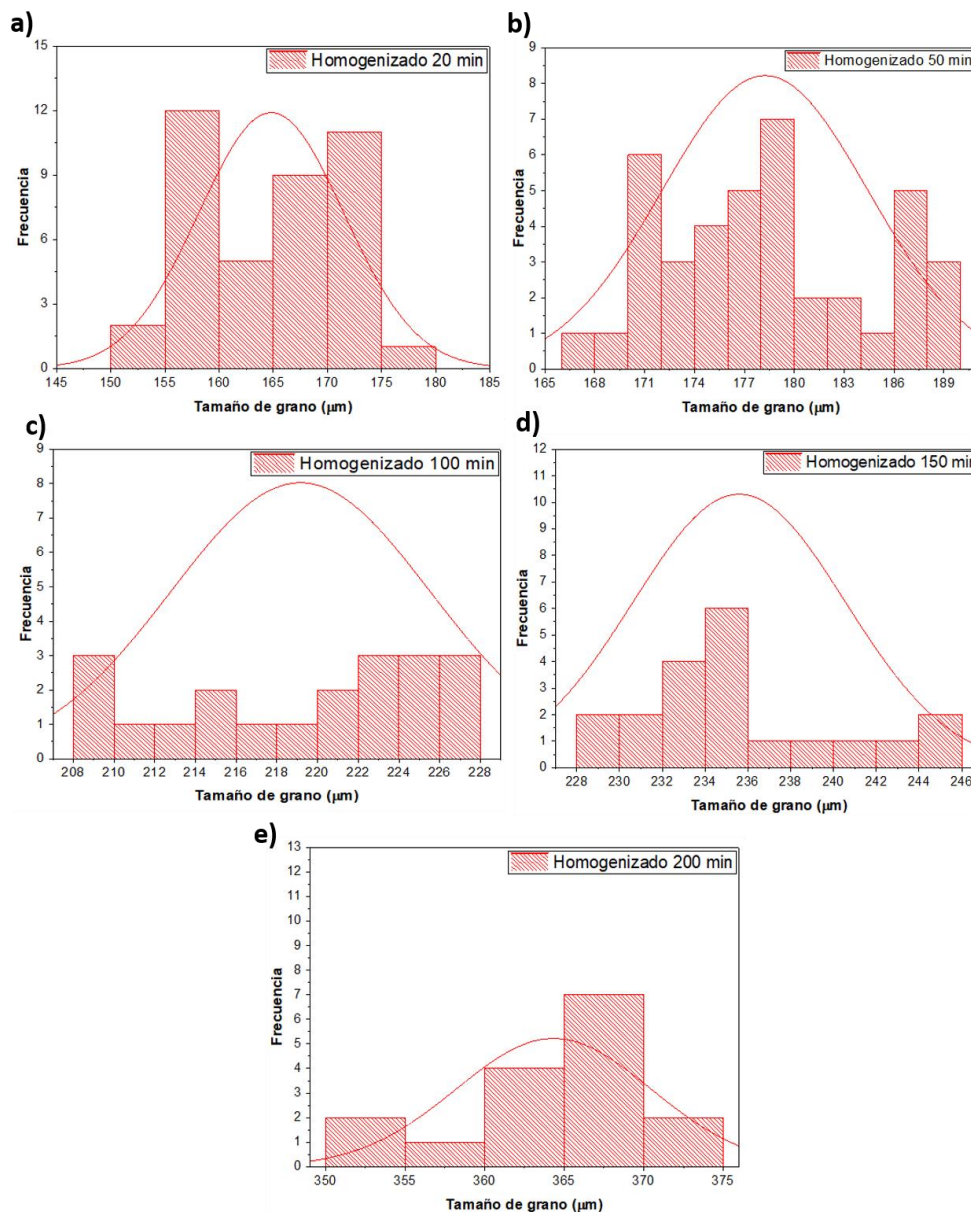 a)
Homogenizado 20 min
15
12
9
6
3
0
Frecuencia
145 150 155 160 165 170 175 180 185
Tamaño de grano (μm)
b)
Homogenizado 50 min
9
8
7
6
5
4
3
2
1
0
Frecuencia
165 168 171 174 177 180 183 186 189
Tamaño de grano (μm)
c)
Homogenizado 100 min
9
8
7
6
5
4
3
2
1
0
Frecuencia
208 210 212 214 216 218 220 222 224 226 228
Tamaño de grano (μm)
d)
Homogenizado 150 min
12
11
10
9
8
7
6
5
4
3
2
1
0
Frecuencia
228 230 232 234 236 238 240 242 244 246
Tamaño de grano (μm)
e)
Homogenizado 200 min
13
12
11
10
9
8
7
6
5
4
3
2
1
0
Frecuencia
350 355 360 365 370 375
Tamaño de grano (μm)